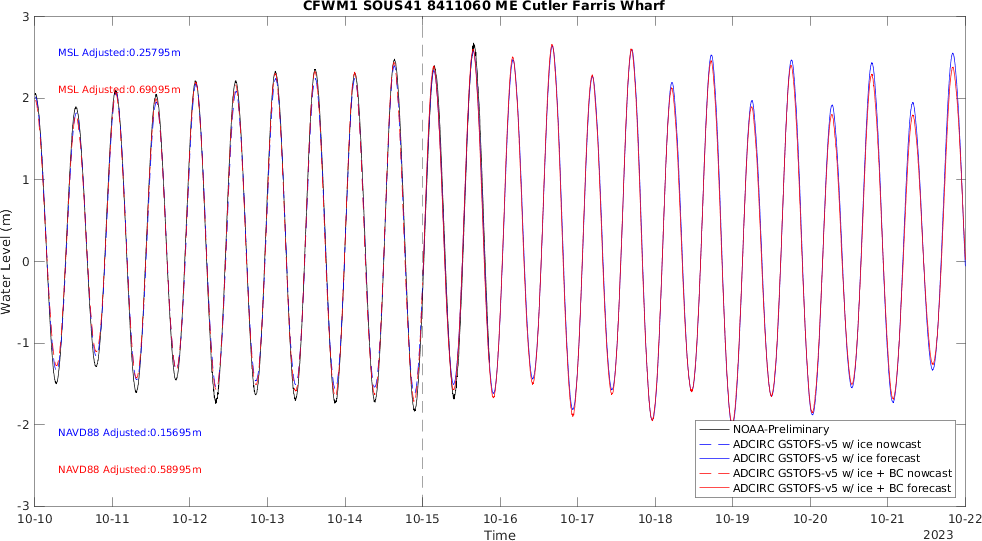 CFWM1 SOUS41 8411060 ME Cutler Farris Wharf
3
MSL Adjusted:0.25795m
MSL Adjusted:0.69095m
2
1
Water Level (m)
0
-1
-2
NAVD88 Adjusted:0.15695m
NAVD88 Adjusted:0.58995m
NOAA-Preliminary
ADCIRC GSTOFS-v5 w/ ice nowcast
ADCIRC GSTOFS-v5 w/ ice forecast
ADCIRC GSTOFS-v5 w/ ice + BC nowcast
ADCIRC GSTOFS-v5 w/ ice + BC forecast
-3
10-10 10-11 10-12 10-13 10-14 10-15 10-16 10-17 10-18 10-19 10-20 10-21 10-22
Time
2023